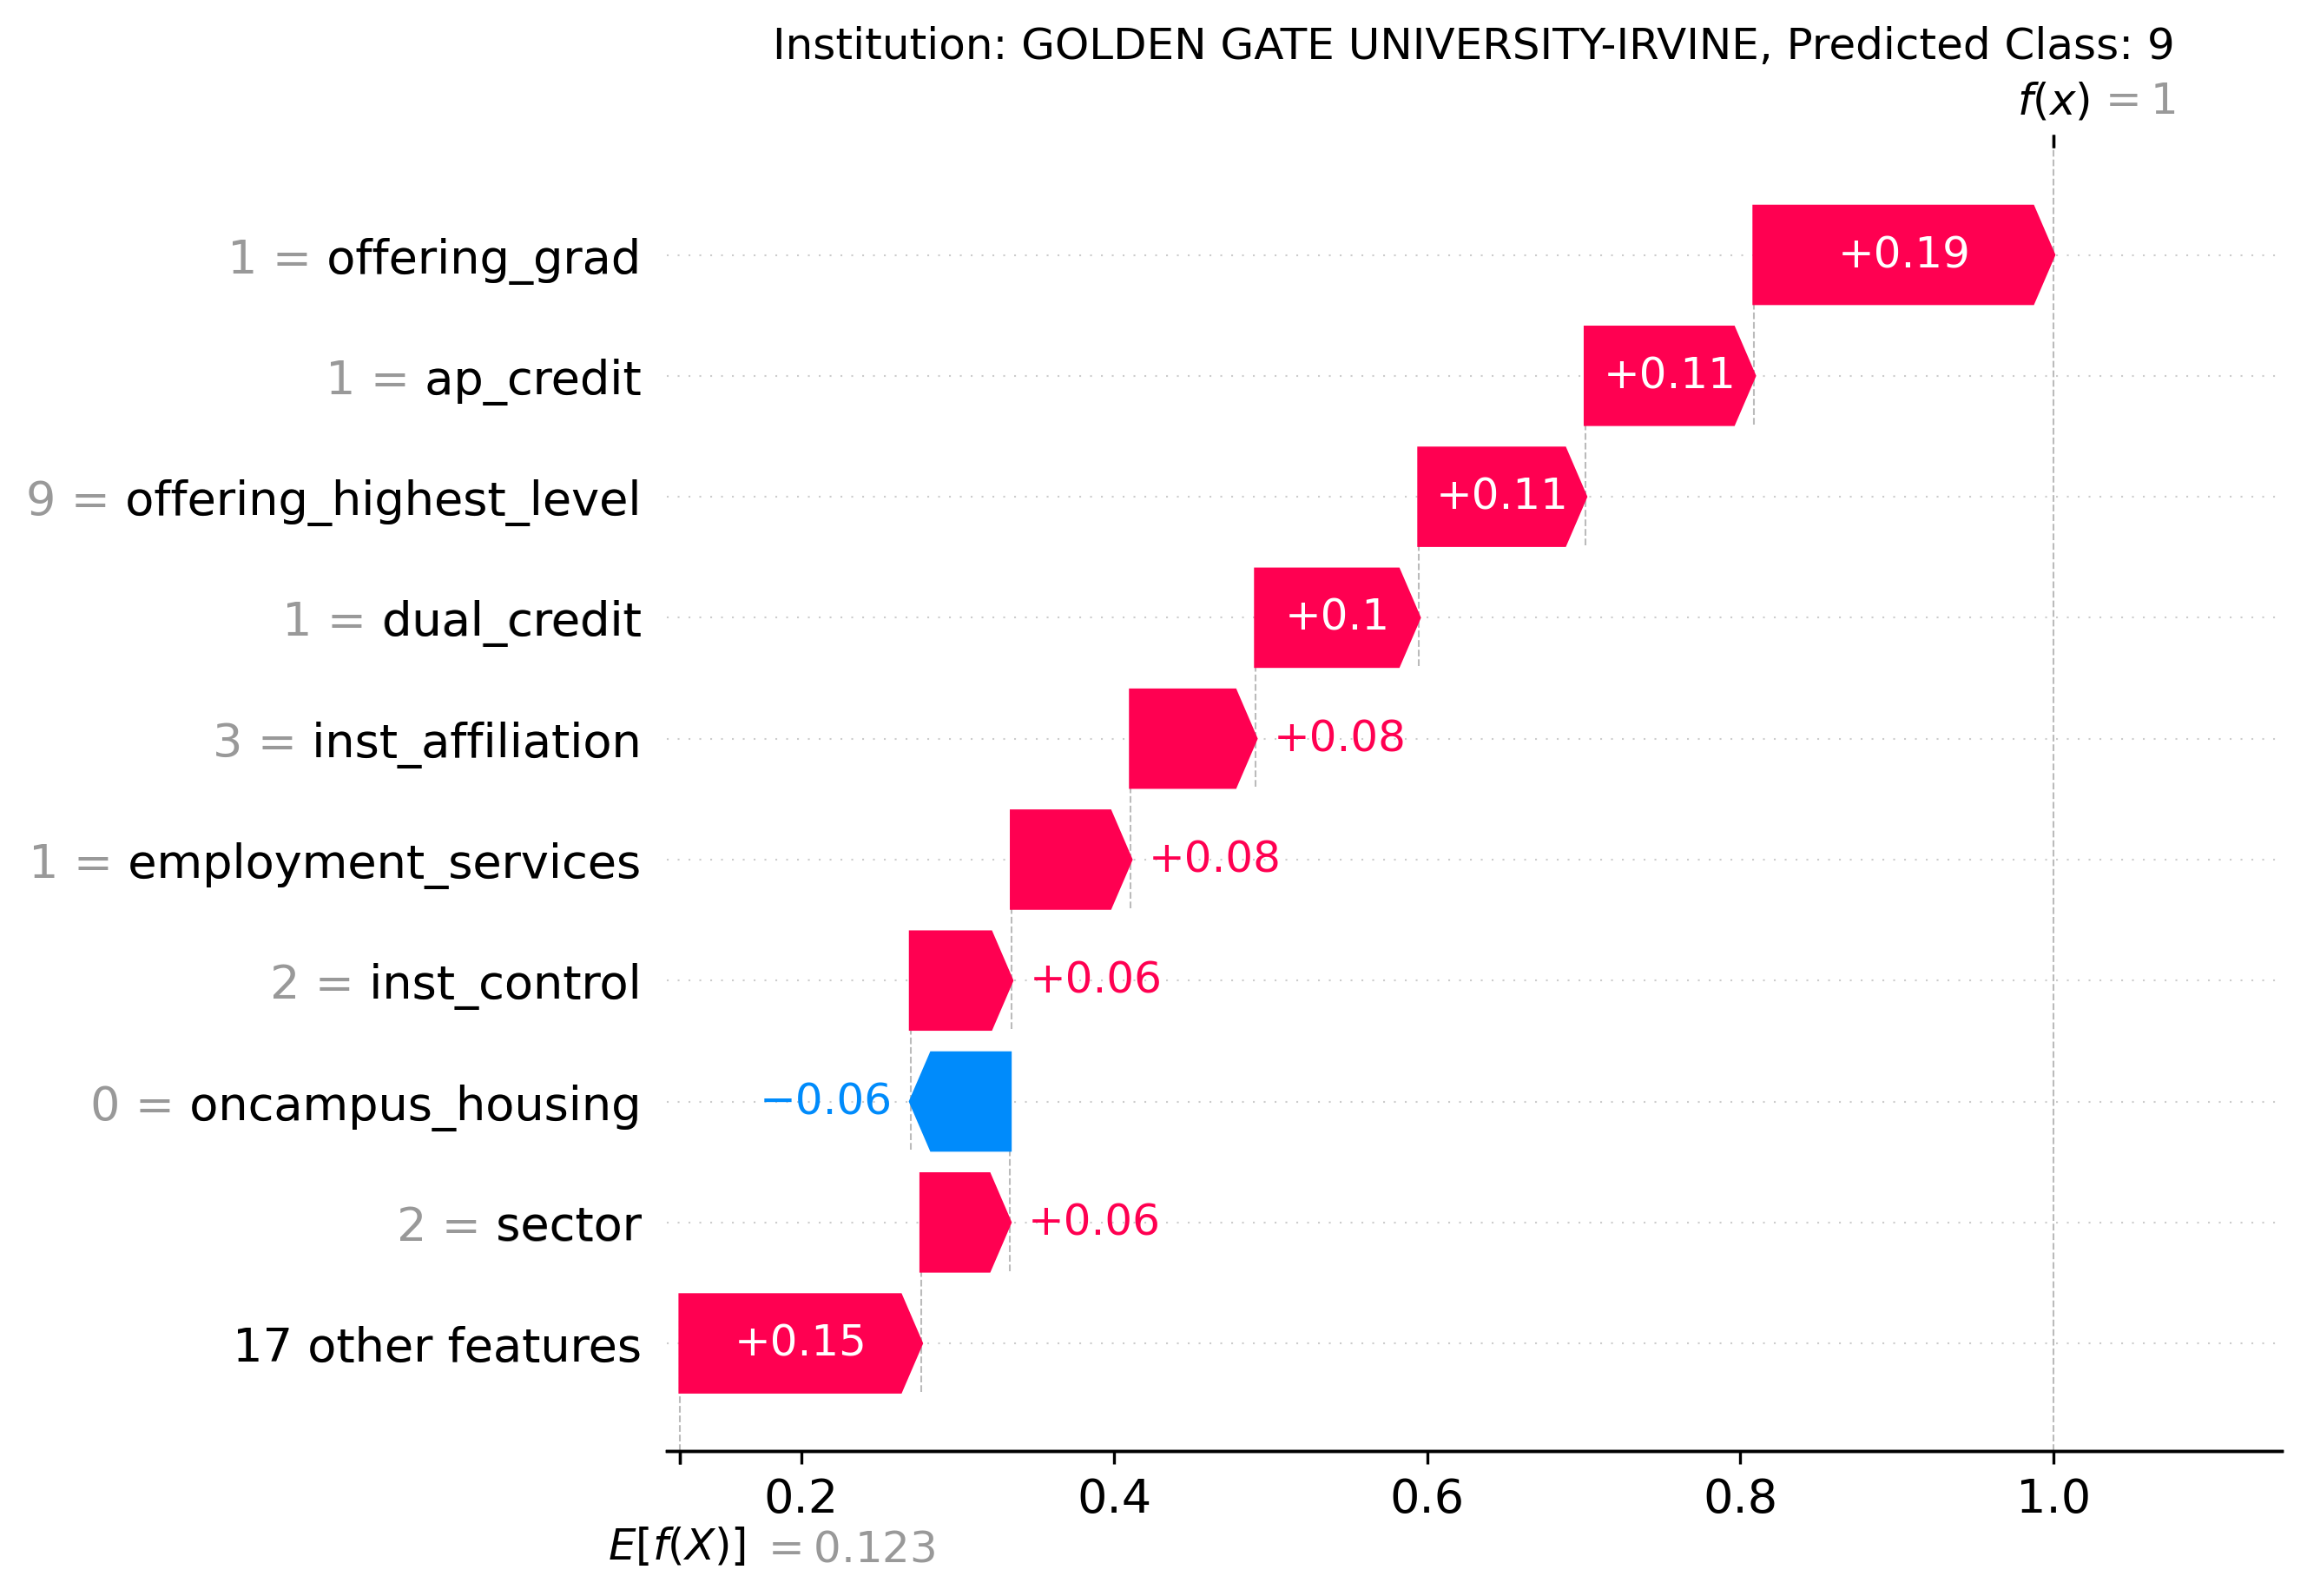 Institution: GOLDEN GATE UNIVERSITY-IRVINE, Predicted Class: 9
f(x) = 1
1 = offering_grad +0.19
1 = ap_credit +0.11
9 = offering_highest_level +0.11
1 = dual_credit +0.1
3 = inst_affiliation +0.08
1 = employment_services +0.08
2 = inst_control +0.06
0 = oncampus_housing −0.06
2 = sector +0.06
17 other features +0.15
0.2 0.4 0.6 0.8 1.0
E[f(X)] = 0.123